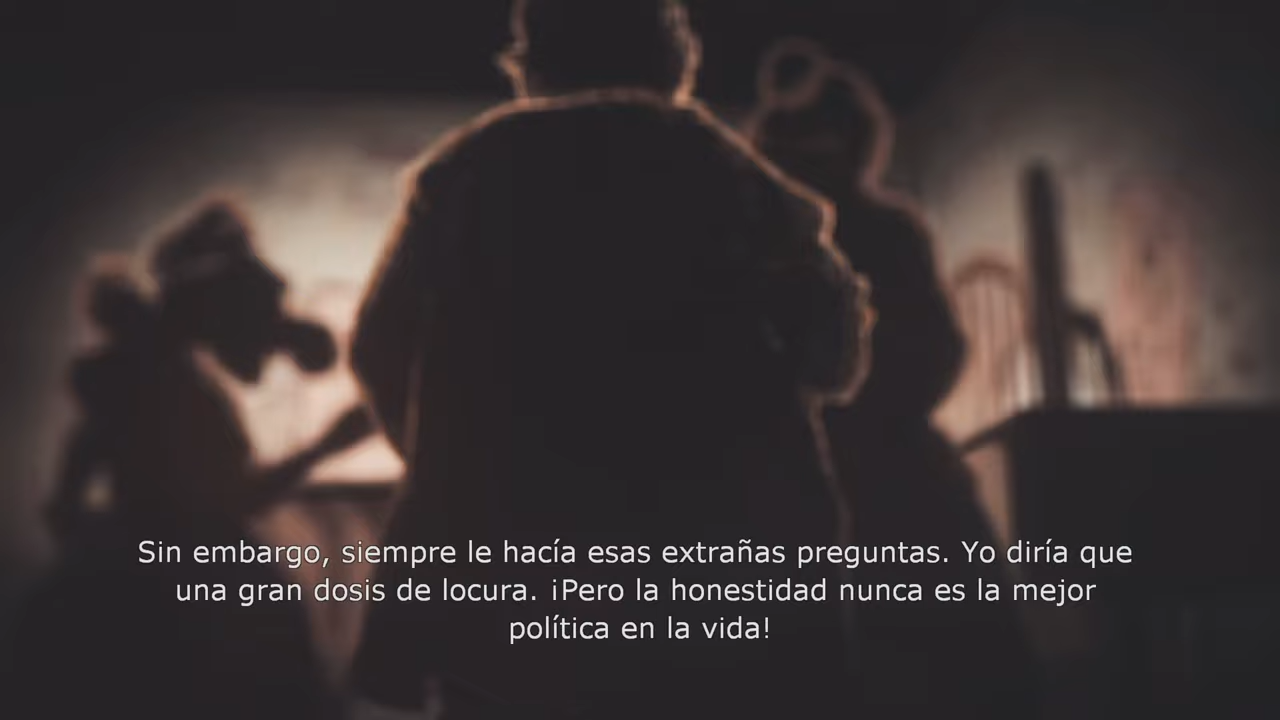 Sin embargo, siempre le hacía esas extrañas preguntas. Yo diría que
una gran dosis de locura. ¡Pero la honestidad nunca es la mejor
política en la vida!